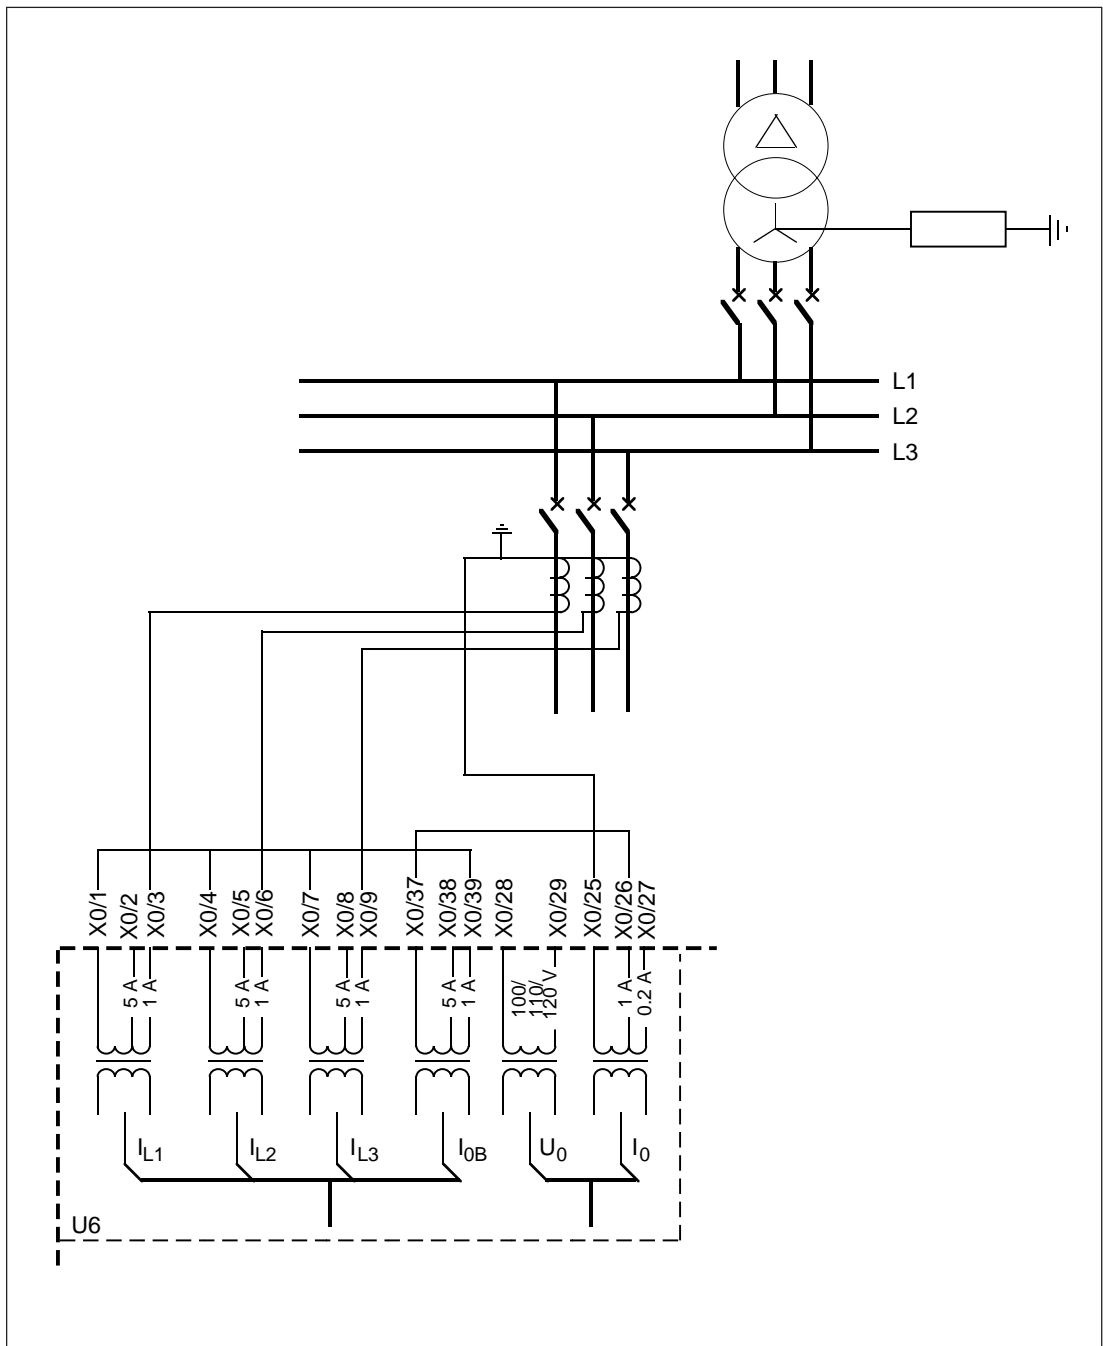 L1
L2
L3
X0/1
X0/2
X0/3
X0/4
X0/5
X0/6
X0/7
X0/8
X0/9
X0/37
X0/38
X0/39
X0/28
X0/29
X0/25
X0/26
X0/27
5 A
1 A
5 A
1 A
5 A
1 A
5 A
1 A
100/
110/
120 V
1 A
0.2 A
IL1
IL2
IL3
I0B
U0
I0
U6